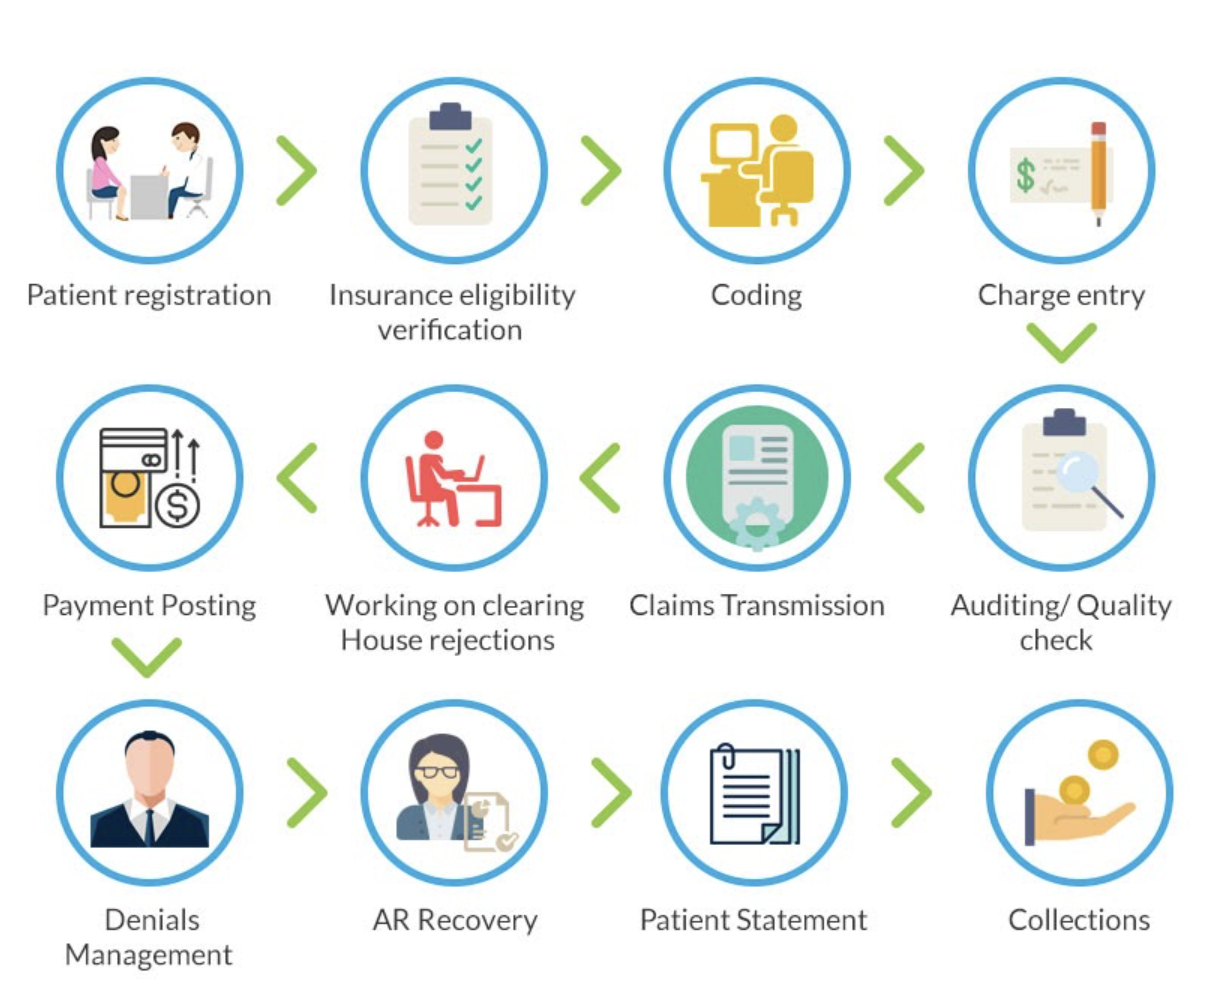 Patient registration
Insurance eligibility
verification
Coding
Charge entry
Payment Posting
Working on clearing
House rejections
Claims Transmission
Auditing/ Quality
check
Denials
Management
AR Recovery
Patient Statement
Collections